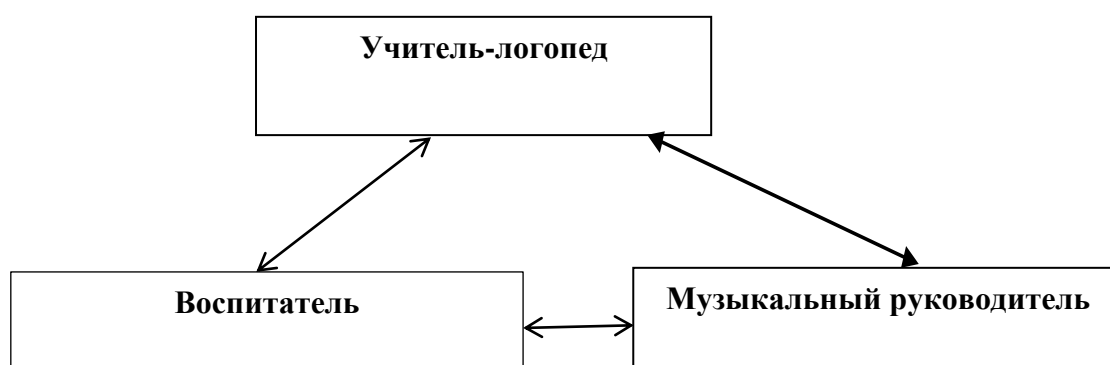 Учитель-логопед
Воспитатель
Музыкальный руководитель